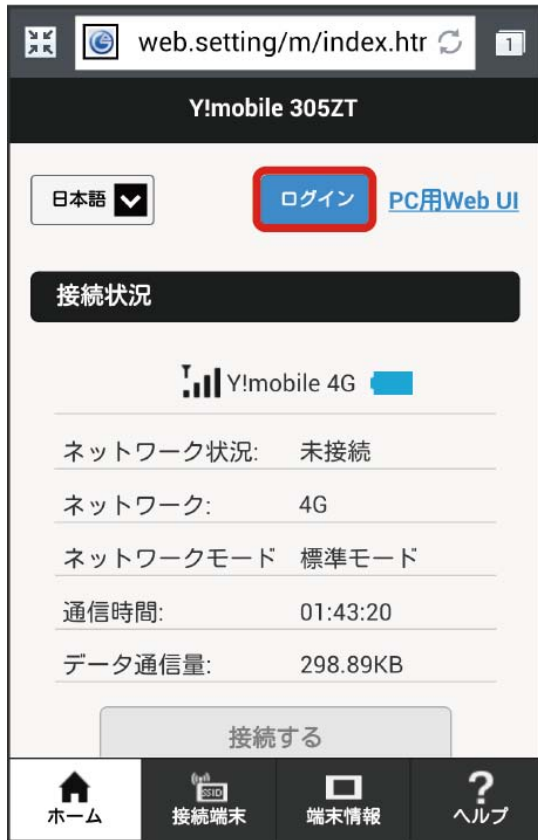 web.setting/m/index.htr
1
Y!mobile 305ZT
日本語
ログイン
PC用Web UI
接続状況
Y!mobile 4G
ネットワーク状況: 未接続
ネットワーク: 4G
ネットワークモード 標準モード
通信時間: 01:43:20
データ通信量: 298.89KB
接続する
SSID
ホーム
接続端末
端末情報
?
ヘルプ